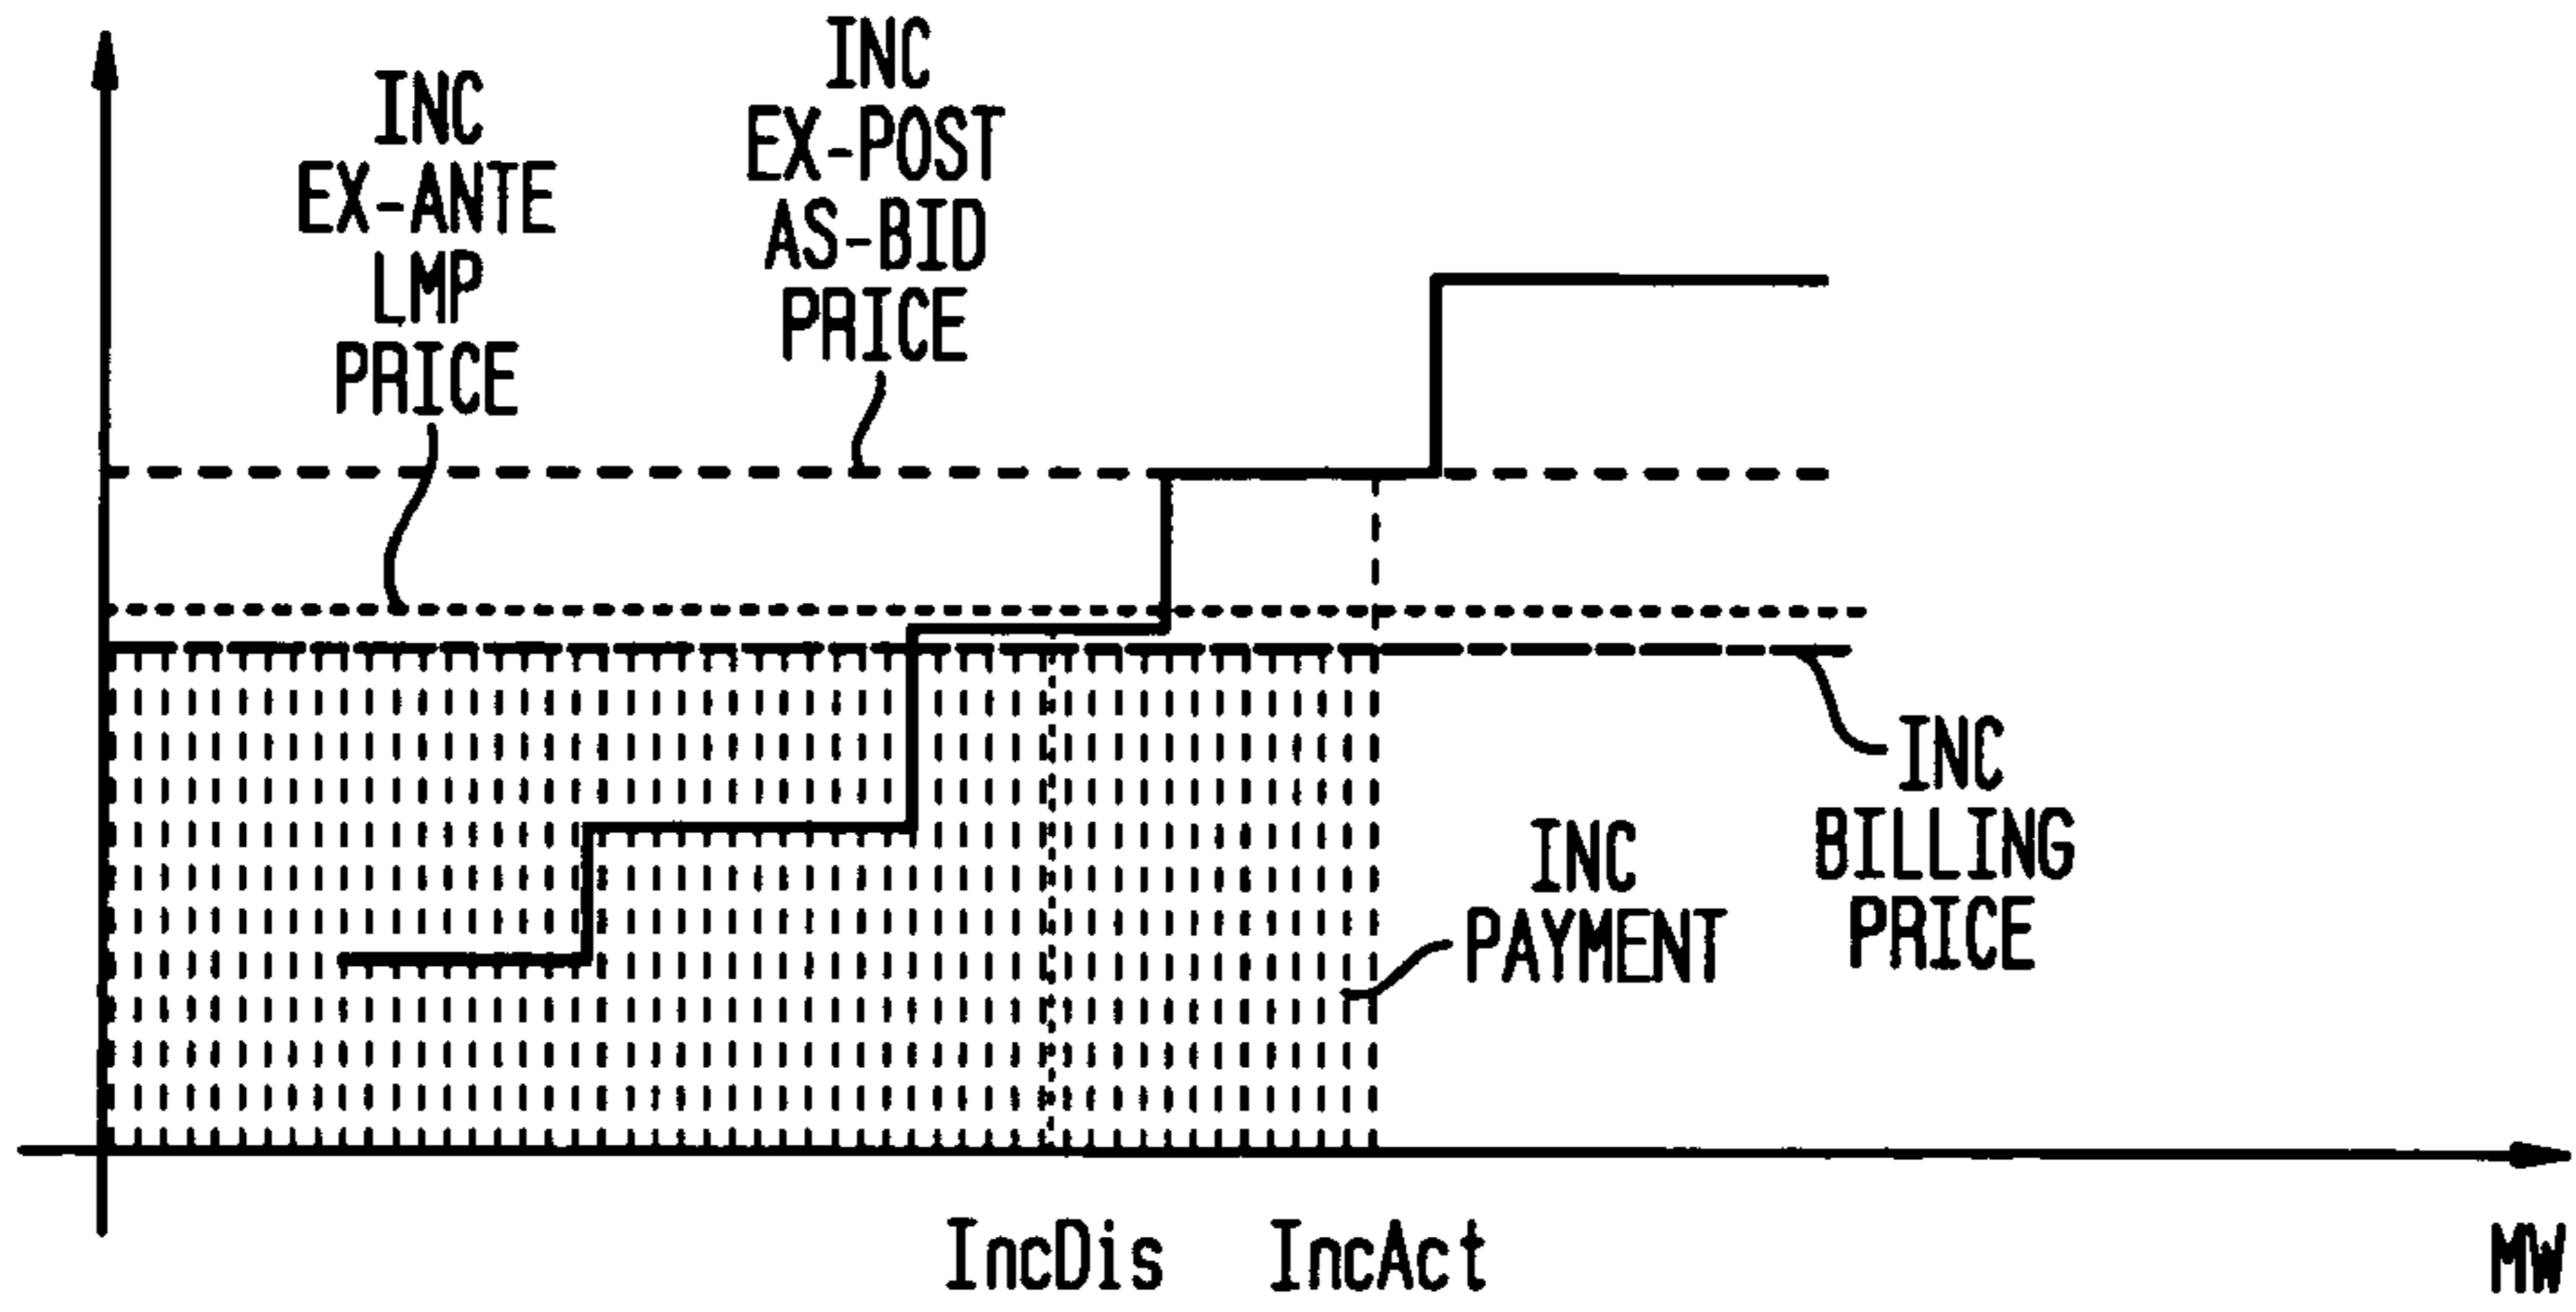 INC
EX-ANTE
LMP
PRICE
INC
EX-POST
AS-BID
PRICE
INC
BILLING
PRICE
INC
PAYMENT
IncDis
IncAct
MW